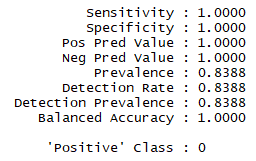 Sensitivity : 1.0000
Specificity : 1.0000
Pos Pred Value : 1.0000
Neg Pred Value : 1.0000
Prevalence : 0.8388
Detection Rate : 0.8388
Detection Prevalence : 0.8388
Balanced Accuracy : 1.0000
'Positive' Class : 0